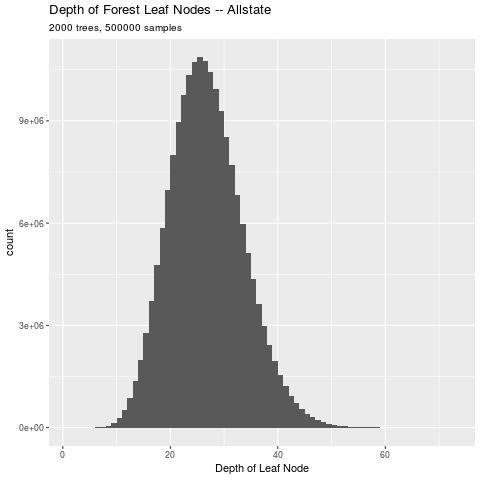 Depth of Forest Leaf Nodes -- Allstate
2000 trees, 500000 samples
9e+06
6e+06
3e+06
0e+00
count
0 20 40 60
Depth of Leaf Node